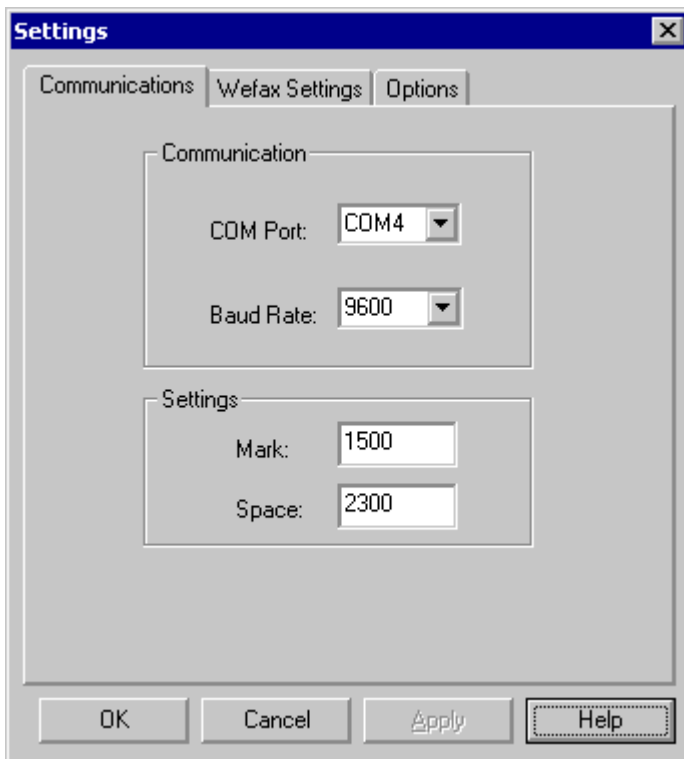 Settings
Communications Wefax Settings Options
Communication
COM Port: COM4
Baud Rate: 9600
Settings
Mark: 1500
Space: 2300
OK Cancel Apply Help